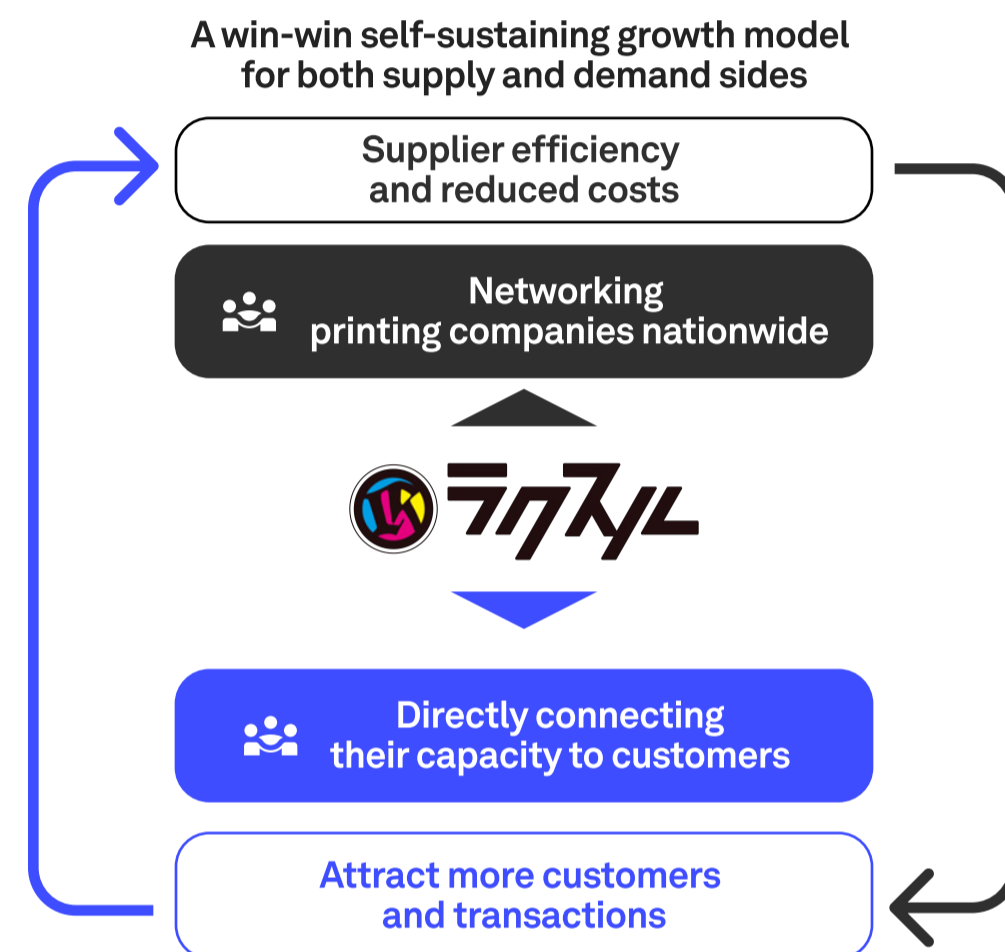 A win-win self-sustaining growth model
for both supply and demand sides
Supplier efficiency
and reduced costs
Networking
printing companies nationwide
ラクスル
Directly connecting
their capacity to customers
Attract more customers
and transactions